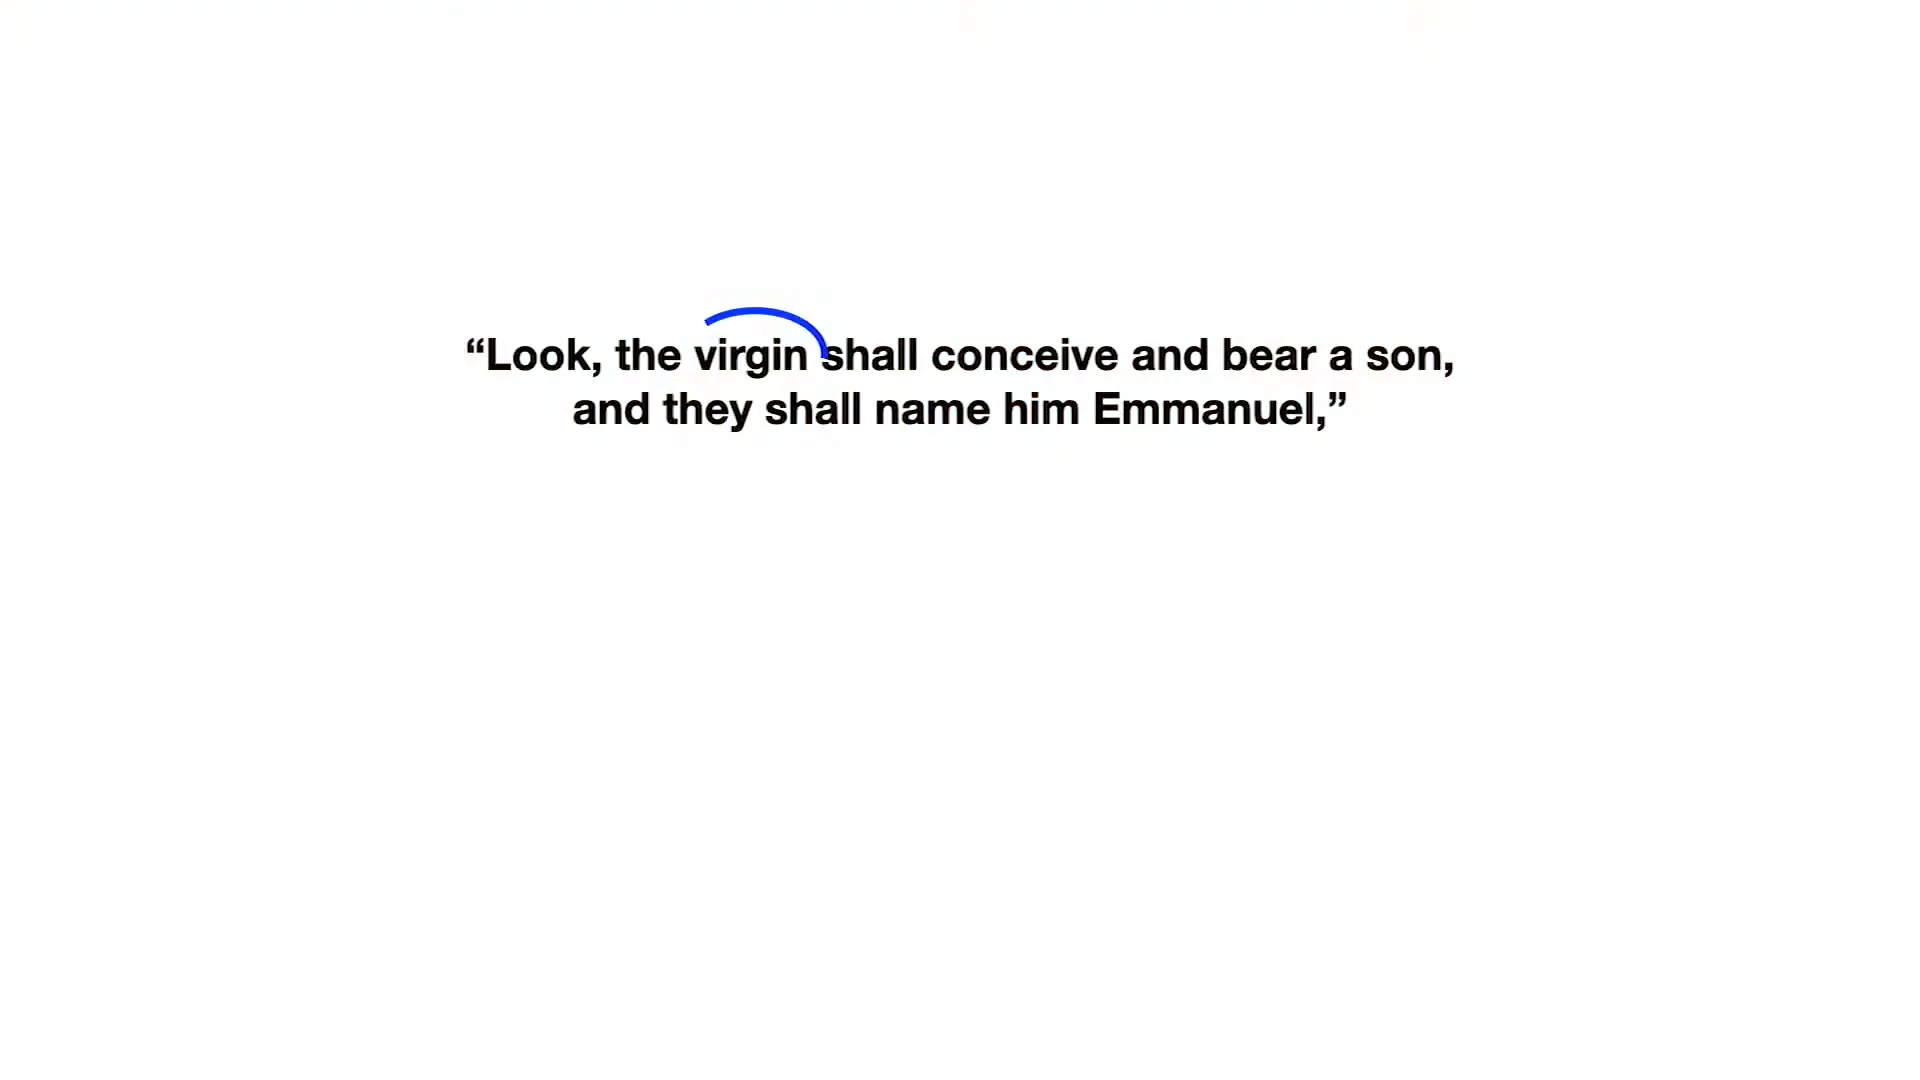 “Look, the virgin shall conceive and bear a son,
and they shall name him Emmanuel,”